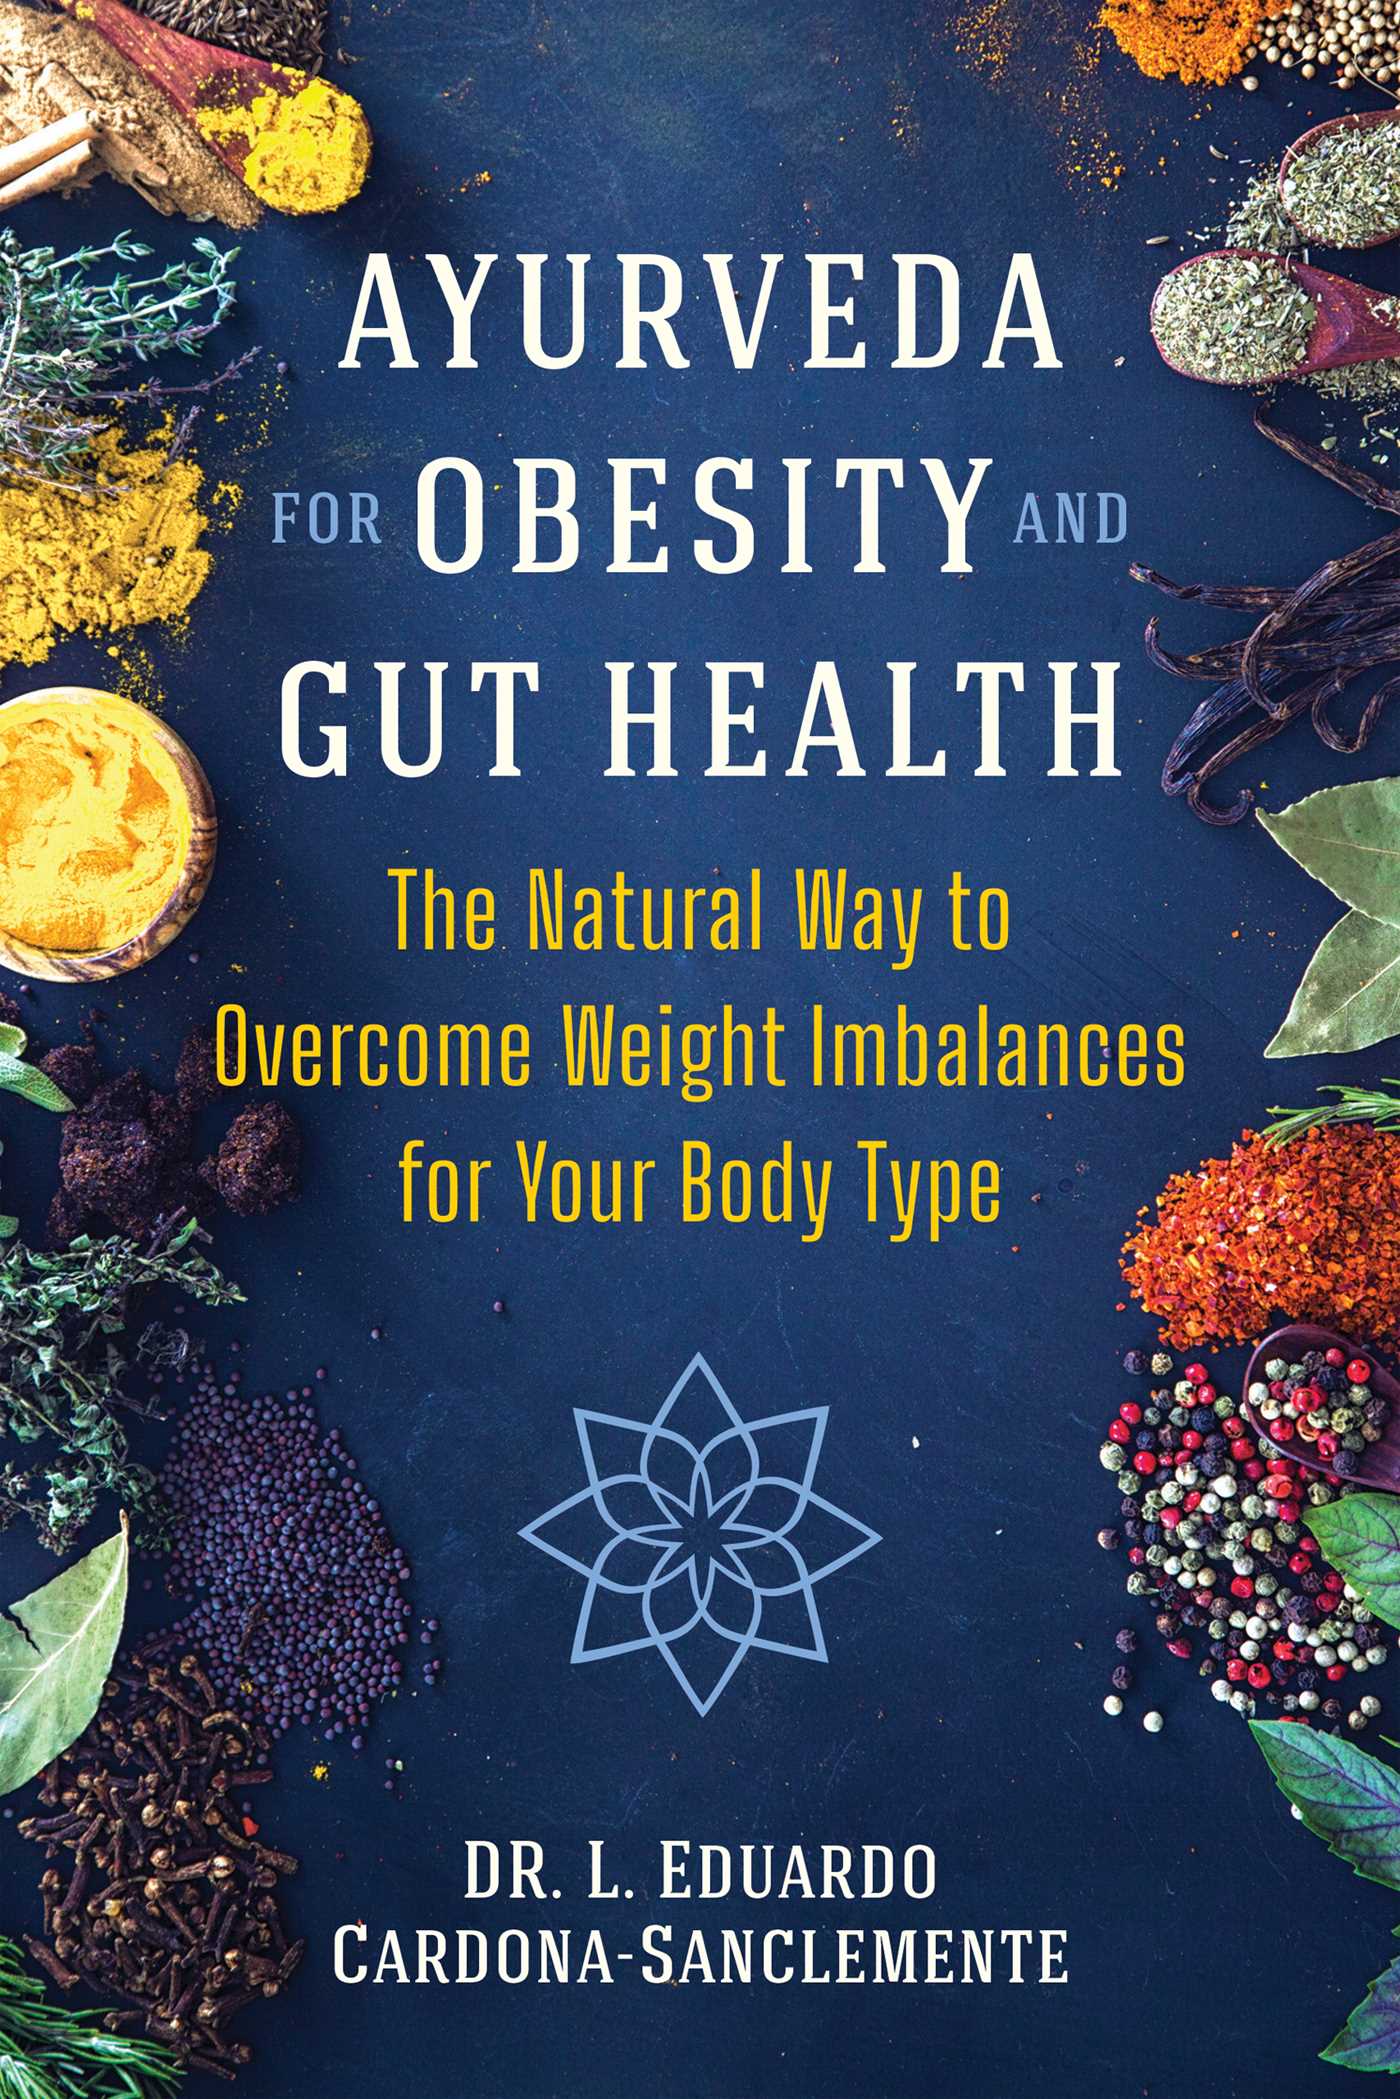 AYURVEDA
FOR OBESITY AND
GUT HEALTH
The Natural Way to
Overcome Weight Imbalances
for Your Body Type
DR. L. EDUARDO
CARDONA-SANCLEMENTE